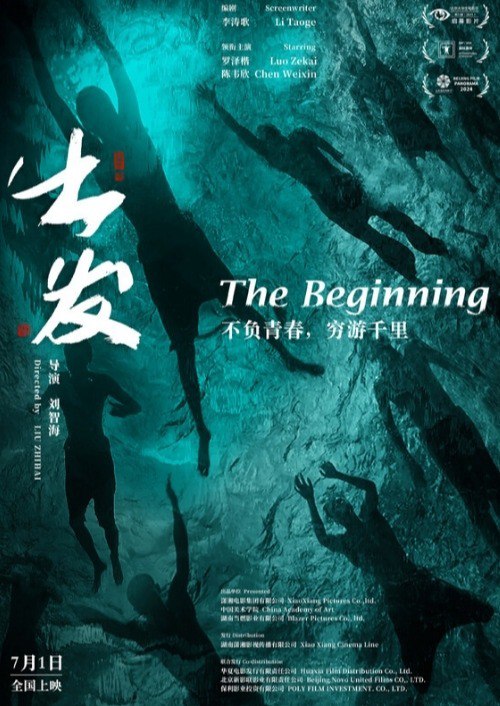 编剧 Screenwriter
李涛歌 Li Taoge
领衔主演 Starring
罗泽楷 Luo Zekai
陈韦欣 Chen Weixin
BEIJING FILM
PANORAMA
2024
出发
The Beginning
不负青春，穷游千里
导演 刘智海
Directed by LIU ZHIHAI
出品单位 Presented
潇湘电影集团有限公司 XiaoXiang Pictures Co.,ltd.
中国美术学院 China Academy of Art
湖南当燃影业有限公司 Blazer Pictures Co.,ltd.
发行 Distribution
湖南潇湘影视传播有限公司 Xiao Xiang Cinema Line
联合发行 Co-distribution
华夏电影发行有限责任公司 Huaxia Film Distribution Co., Ltd.
北京新影联影业有限责任公司 Beijing Novo United Films CO., LTD.
保利影业投资有限公司 POLY FILM INVESTMENT. CO., LTD.
7月1日
全国上映